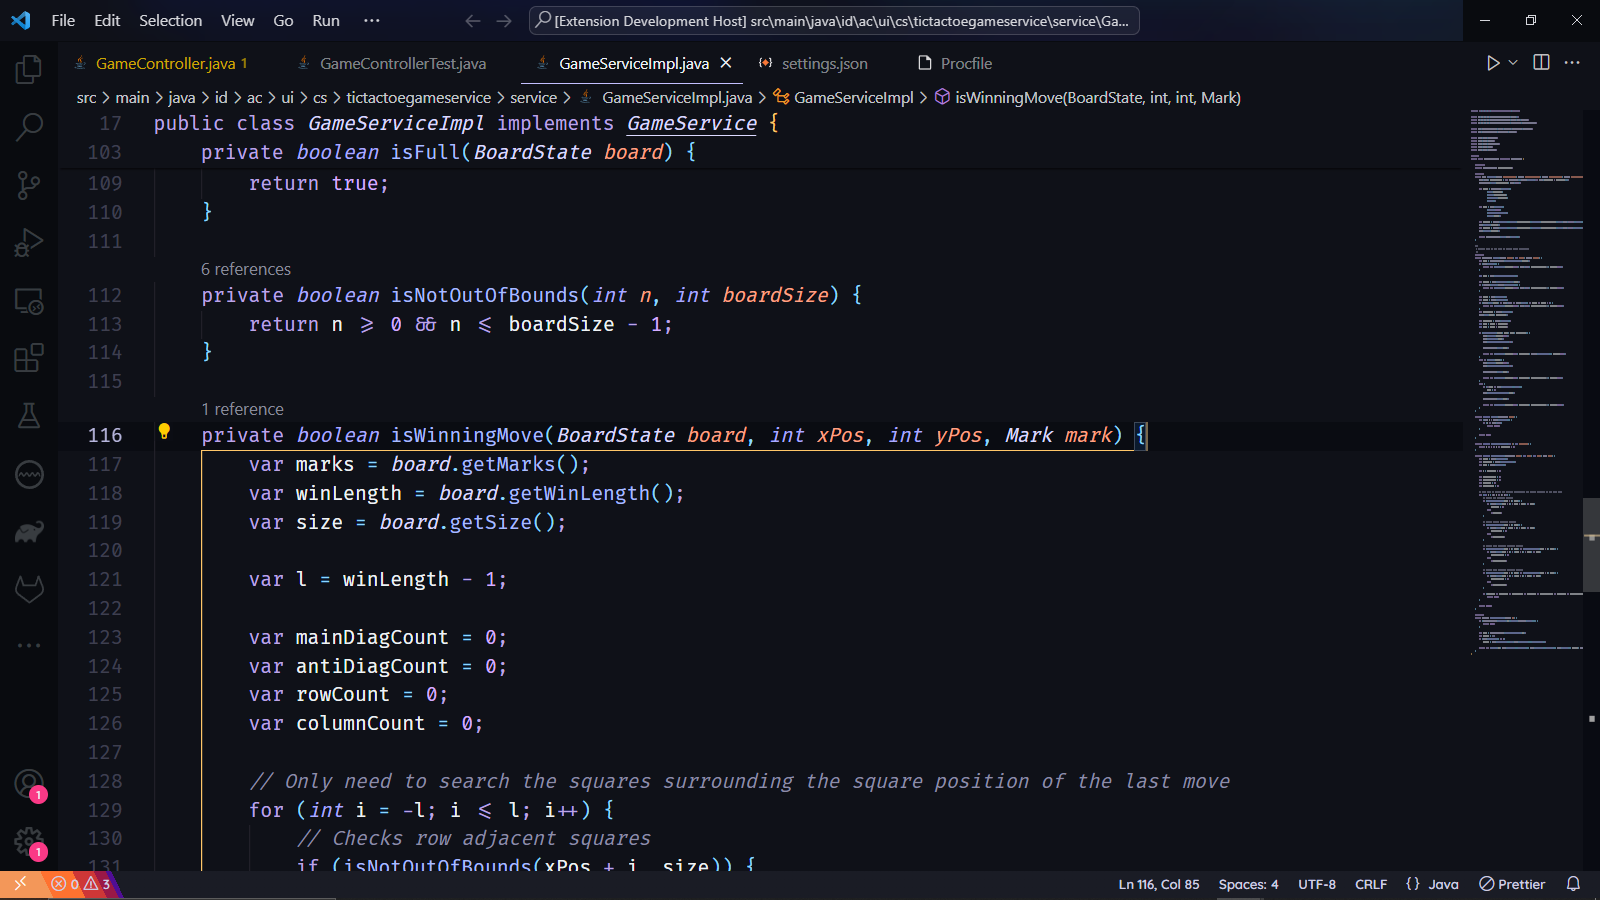 File Edit Selection View Go Run ···
[Extension Development Host] src\main\java\id\ac\ui\cs\tictactoegameservice\service\Ga...
GameController.java 1 GameControllerTest.java GameServiceImpl.java settings.json Procfile
src > main > java > id > ac > ui > cs > tictactoegameservice > service > GameServiceImpl.java > GameServiceImpl > isWinningMove(BoardState, int, int, Mark)
17 public class GameServiceImpl implements GameService {
103 private boolean isFull(BoardState board) {
109 return true;
110 }
111
6 references
112 private boolean isNotOutOfBounds(int n, int boardSize) {
113 return n >= 0 && n <= boardSize - 1;
114 }
115
1 reference
116 private boolean isWinningMove(BoardState board, int xPos, int yPos, Mark mark) {
117 var marks = board.getMarks();
118 var winLength = board.getWinLength();
119 var size = board.getSize();
120
121 var l = winLength - 1;
122
123 var mainDiagCount = 0;
124 var antiDiagCount = 0;
125 var rowCount = 0;
126 var columnCount = 0;
127
128 // Only need to search the squares surrounding the square position of the last move
129 for (int i = -l; i <= l; i++) {
130 // Checks row adjacent squares
131 if (isNotOutOfBounds(xPos + i, size)) {
1
1
0 3
Ln 116, Col 85 Spaces: 4 UTF-8 CRLF {} Java Prettier